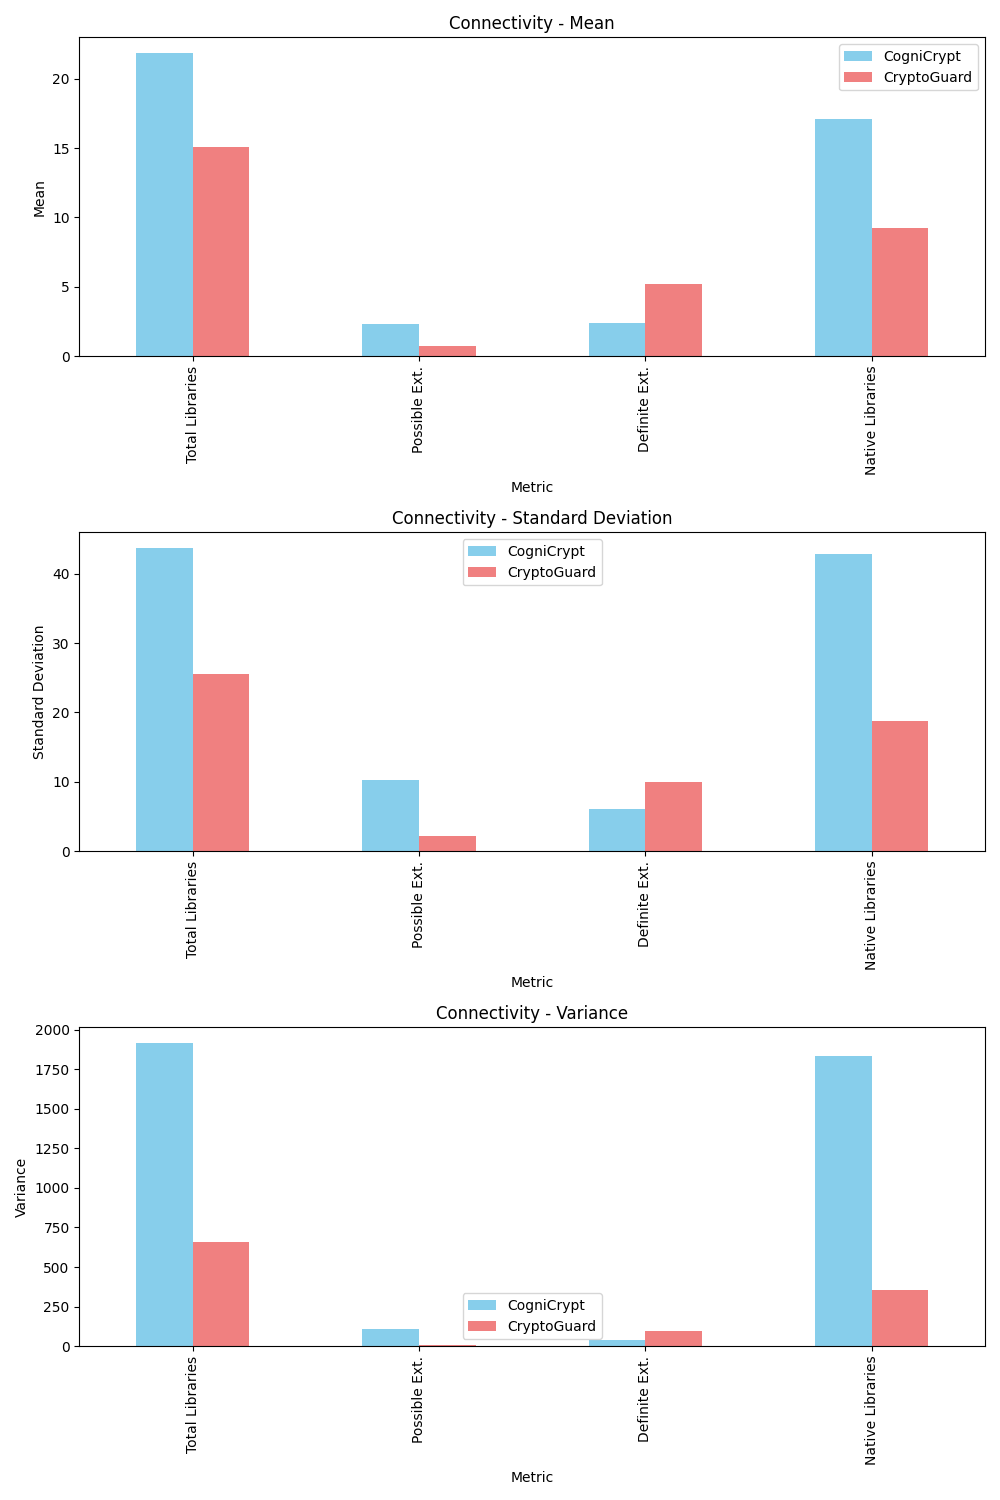 Connectivity - Mean
CogniCrypt
CryptoGuard
Mean
20
15
10
5
0
Total Libraries
Possible Ext.
Definite Ext.
Native Libraries
Metric
Connectivity - Standard Deviation
CogniCrypt
CryptoGuard
Standard Deviation
40
30
20
10
0
Total Libraries
Possible Ext.
Definite Ext.
Native Libraries
Metric
Connectivity - Variance
Variance
2000
1750
1500
1250
1000
750
500
250
0
CogniCrypt
CryptoGuard
Total Libraries
Possible Ext.
Definite Ext.
Native Libraries
Metric